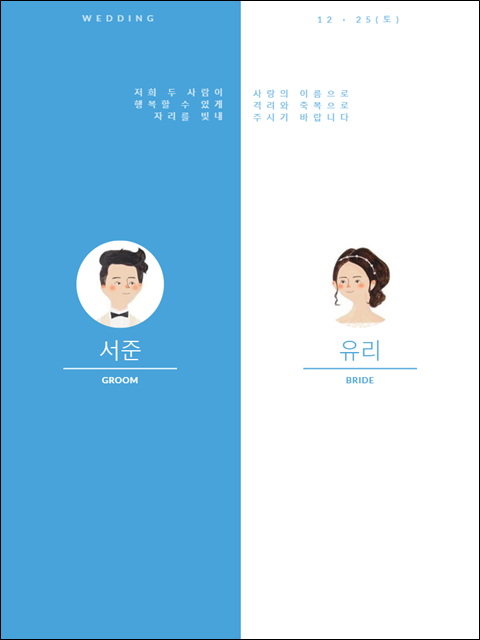 WEDDING
12 · 25(토)
저희 두 사람이
행복할 수 있게
자리를 빛내
사랑의 이름으로
격려와 축복으로
주시기 바랍니다
서준
GROOM
유리
BRIDE